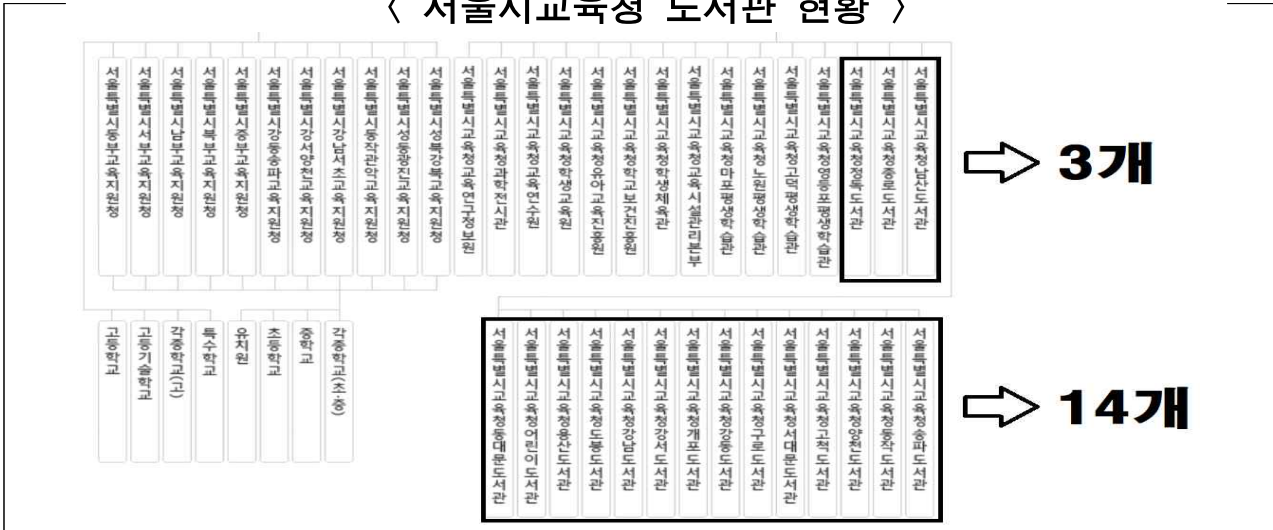 < 서울시교육청 도서관 현황 >
서울특별시동부교육지원청
서울특별시서부교육지원청
서울특별시남부교육지원청
서울특별시북부교육지원청
서울특별시중부교육지원청
서울특별시강동송파교육지원청
서울특별시강서양천교육지원청
서울특별시강남서초교육지원청
서울특별시동작관악교육지원청
서울특별시성동광진교육지원청
서울특별시성북강북교육지원청
서울특별시교육청교육연구정보원
서울특별시교육청과학전시관
서울특별시교육청교육연수원
서울특별시교육청학생교육원
서울특별시교육청유아교육진흥원
서울특별시교육청학교보건진흥원
서울특별시교육청학생체육관
서울특별시교육청교육시설관리본부
서울특별시교육청마포평생학습관
서울특별시교육청노원평생학습관
서울특별시교육청고덕평생학습관
서울특별시교육청영등포평생학습관
서울특별시교육청정독도서관
서울특별시교육청종로도서관
서울특별시교육청남산도서관
3개
고등학교
고등기술학교
각종학교(고)
특수학교
유치원
초등학교
중학교
각종학교(초·중)
서울특별시교육청동대문도서관
서울특별시교육청어린이도서관
서울특별시교육청용산도서관
서울특별시교육청도봉도서관
서울특별시교육청강남도서관
서울특별시교육청강서도서관
서울특별시교육청개포도서관
서울특별시교육청강동도서관
서울특별시교육청구로도서관
서울특별시교육청서대문도서관
서울특별시교육청고척도서관
서울특별시교육청양천도서관
서울특별시교육청동작도서관
서울특별시교육청송파도서관
14개